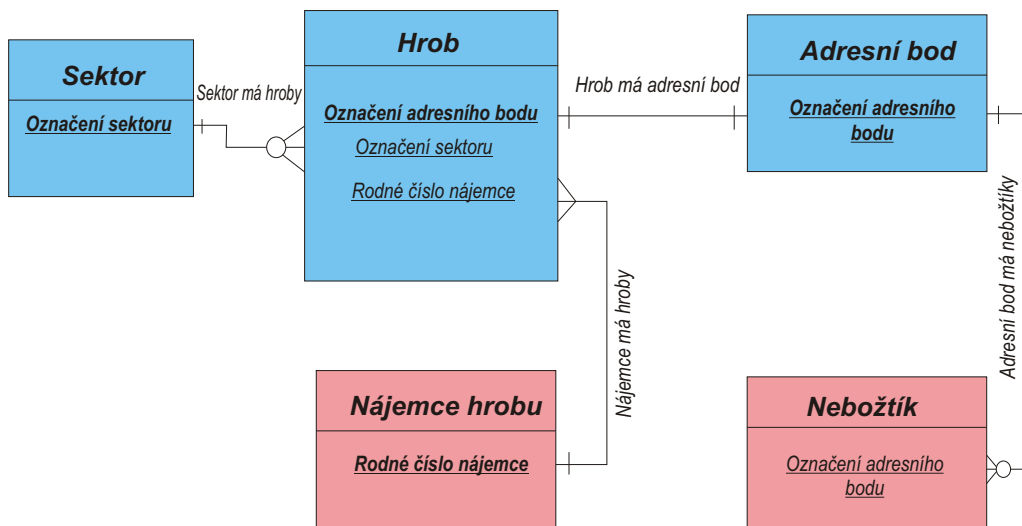 Sektor
Označení sektoru
Sektor má hroby
Hrob
Označení adresního bodu
Označení sektoru
Rodné číslo nájemce
Hrob má adresní bod
Adresní bod
Označení adresního
bodu
Nájemce má hroby
Adresní bod má nebožtíky
Nájemce hrobu
Rodné číslo nájemce
Nebožtík
Označení adresního
bodu